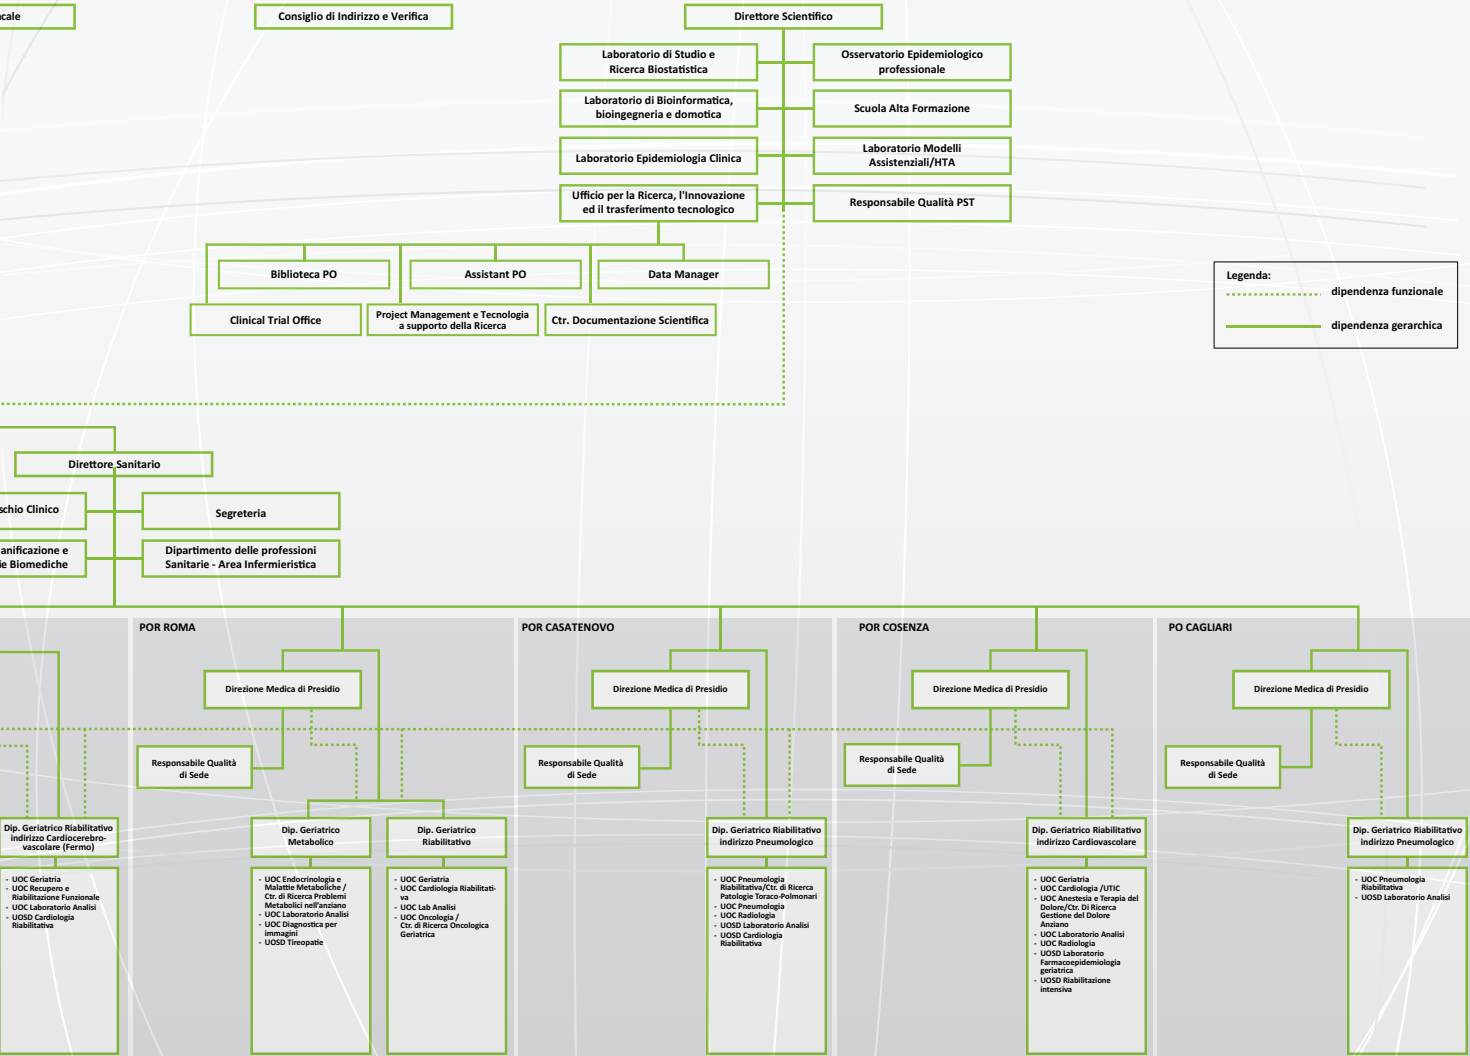 cale
Consiglio di Indirizzo e Verifica
Direttore Scientifico
Laboratorio di Studio e
Ricerca Biostatistica
Osservatorio Epidemiologico
professionale
Laboratorio di Bioinformatica,
bioingegneria e domotica
Scuola Alta Formazione
Laboratorio Epidemiologia Clinica
Laboratorio Modelli
Assistenziali/HTA
Ufficio per la Ricerca, l'Innovazione
ed il trasferimento tecnologico
Responsabile Qualità PST
Biblioteca PO
Assistant PO
Data Manager
Clinical Trial Office
Project Management e Tecnologia
a supporto della Ricerca
Ctr. Documentazione Scientifica
Legenda:
dipendenza funzionale
dipendenza gerarchica
Direttore Sanitario
schio Clinico
Segreteria
anificazione e
ie Biomediche
Dipartimento delle professioni
Sanitarie - Area Infermieristica
POR ROMA
POR CASATENOVO
POR COSENZA
PO CAGLIARI
Direzione Medica di Presidio
Direzione Medica di Presidio
Direzione Medica di Presidio
Direzione Medica di Presidio
Responsabile Qualità
di Sede
Responsabile Qualità
di Sede
Responsabile Qualità
di Sede
Responsabile Qualità
di Sede
Dip. Geriatrico Riabilitativo
indirizzo Cardiocerebro-
vascolare (Fermo)
Dip. Geriatrico
Metabolico
Dip. Geriatrico
Riabilitativo
Dip. Geriatrico Riabilitativo
indirizzo Pneumologico
Dip. Geriatrico Riabilitativo
indirizzo Cardiovascolare
Dip. Geriatrico Riabilitativo
indirizzo Pneumologico
- UOC Geriatria
- UOC Recupero e
Riabilitazione Funzionale
- UOC Laboratorio Analisi
- UOSD Cardiologia
Riabilitativa
- UOC Endocrinologia e
Malattie Metaboliche /
Ctr. di Ricerca Problemi
Metabolici nell'anziano
- UOC Laboratorio Analisi
- UOC Diagnostica per
immagini
- UOSD Tireopatie
- UOC Geriatria
- UOC Cardiologia Riabilitati-
va
- UOC Lab Analisi
- UOC Oncologia /
Ctr. di Ricerca Oncologica
Geriatrica
- UOC Pneumologia
Riabilitativa/Ctr. di Ricerca
Patologie Toraco-Polmonari
- UOC Pneumologia
- UOC Radiologia
- UOSD Laboratorio Analisi
- UOSD Cardiologia
Riabilitativa
- UOC Geriatria
- UOC Cardiologia /UTIC
- UOC Anestesia e Terapia del
Dolore/Ctr. Di Ricerca
Gestione del Dolore
Anziano
- UOC Laboratorio Analisi
- UOC Radiologia
- UOSD Laboratorio
Farmacoepidemiologia
geriatrica
- UOSD Riabilitazione
intensiva
- UOC Pneumologia
Riabilitativa
- UOSD Laboratorio Analisi